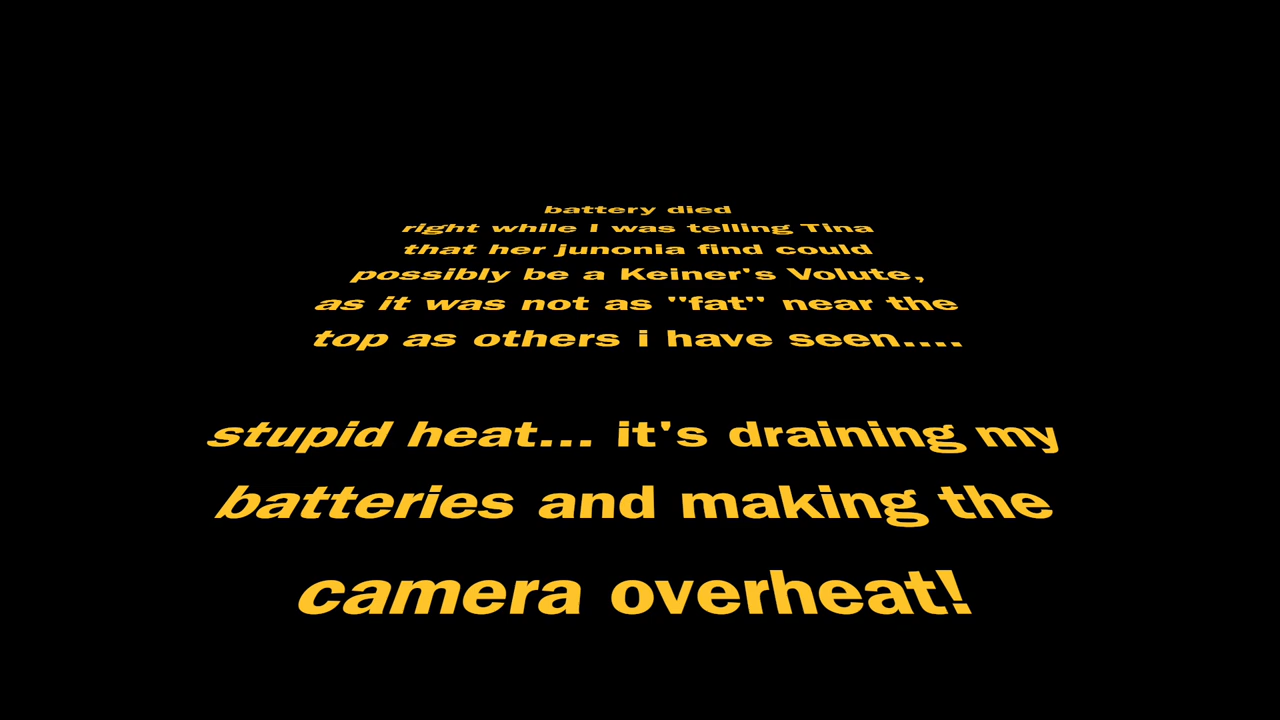 battery died
right while I was telling Tina
that her junonia find could
possibly be a Keiner's Volute,
as it was not as "fat" near the
top as others i have seen....
stupid heat... it's draining my
batteries and making the
camera overheat!